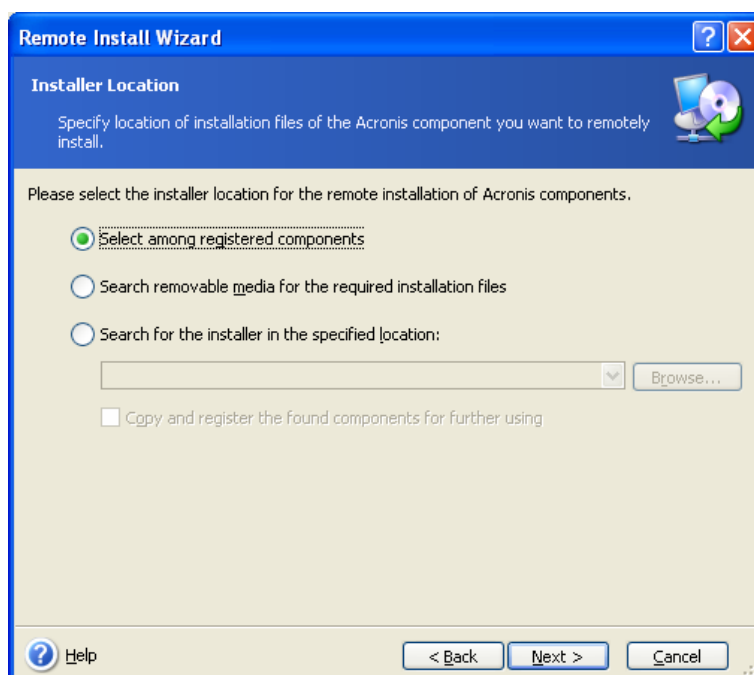 Remote Install Wizard
Installer Location
Specify location of installation files of the Acronis component you want to remotely
install.
Please select the installer location for the remote installation of Acronis components.
Select among registered components
Search removable media for the required installation files
Search for the installer in the specified location:
Browse...
Copy and register the found components for further using
Help
< Back
Next >
Cancel